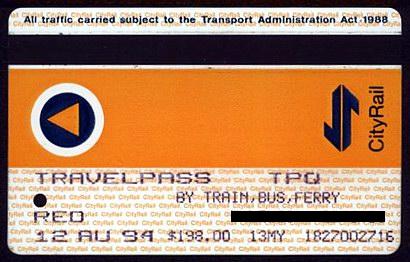 All traffic carried subject to the Transport Administration Act 1988
CityRail
TRAVELPASS TPQ
BY TRAIN,BUS,FERRY
RED
12 AU 94 $198.00 13MY 1827002716